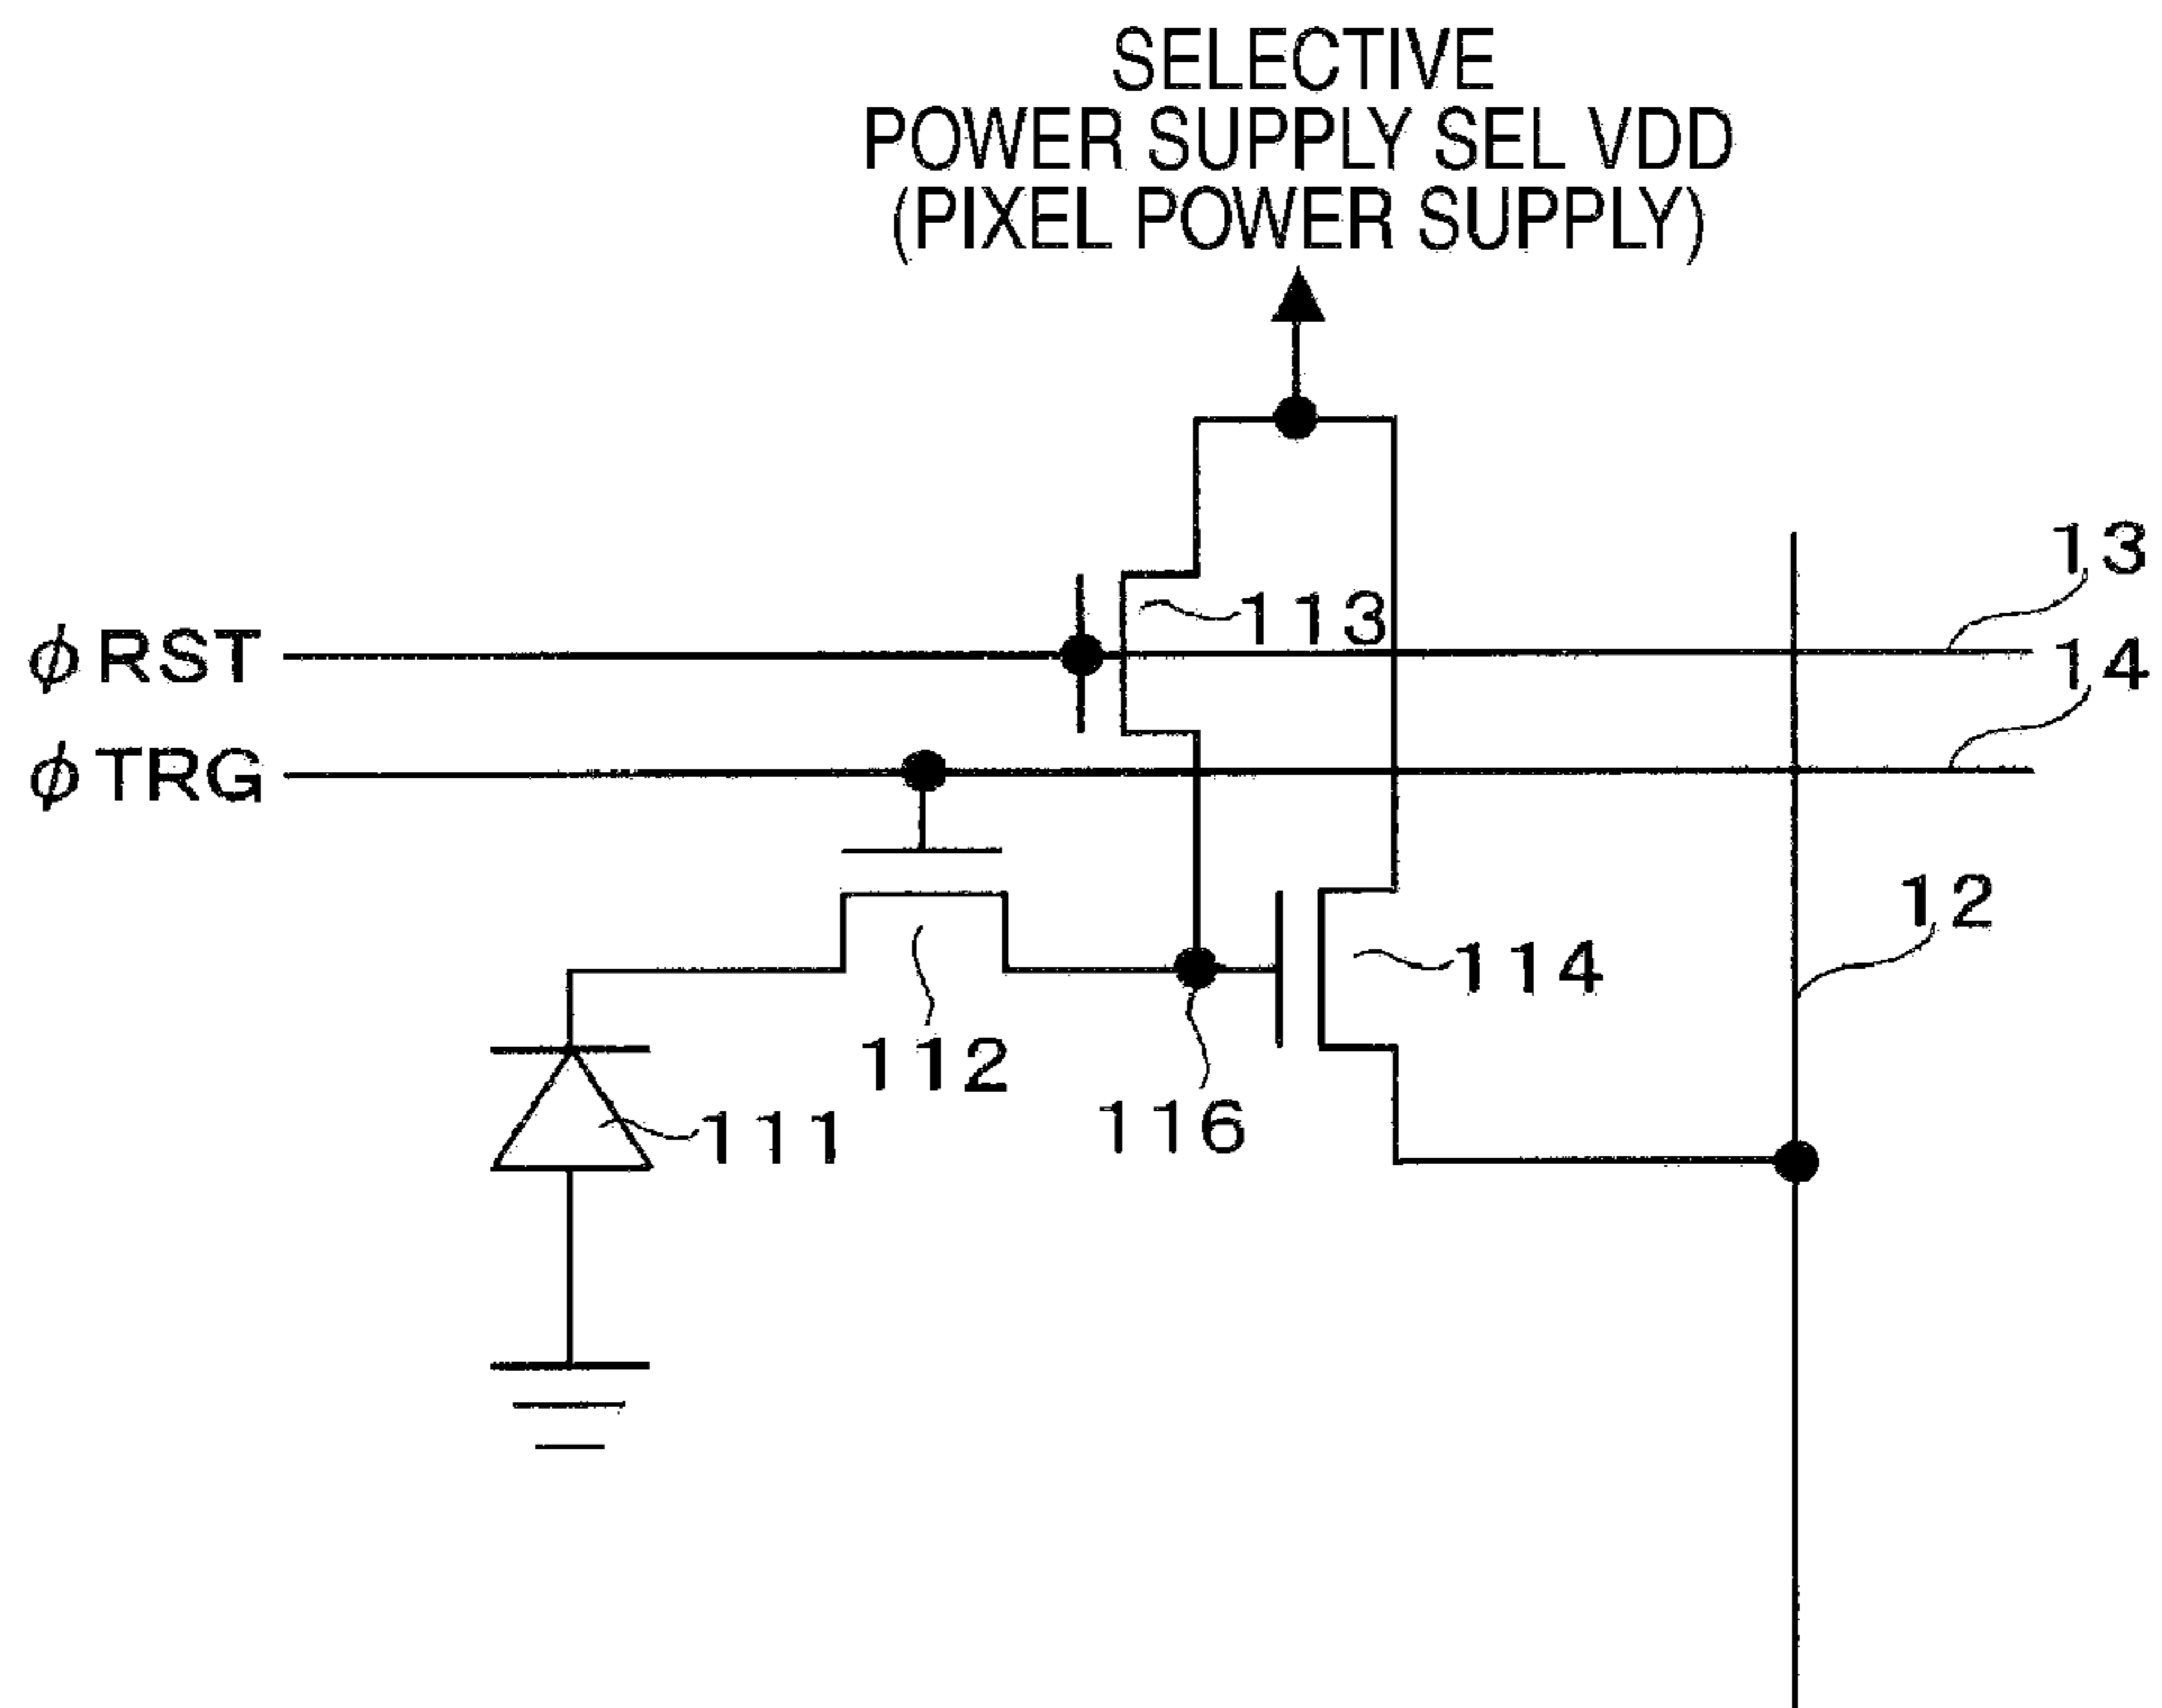 SELECTIVE
POWER SUPPLY SEL VDD
(PIXEL POWER SUPPLY)
13
113
ϕRST
14
ϕTRG
12
114
112
116
111